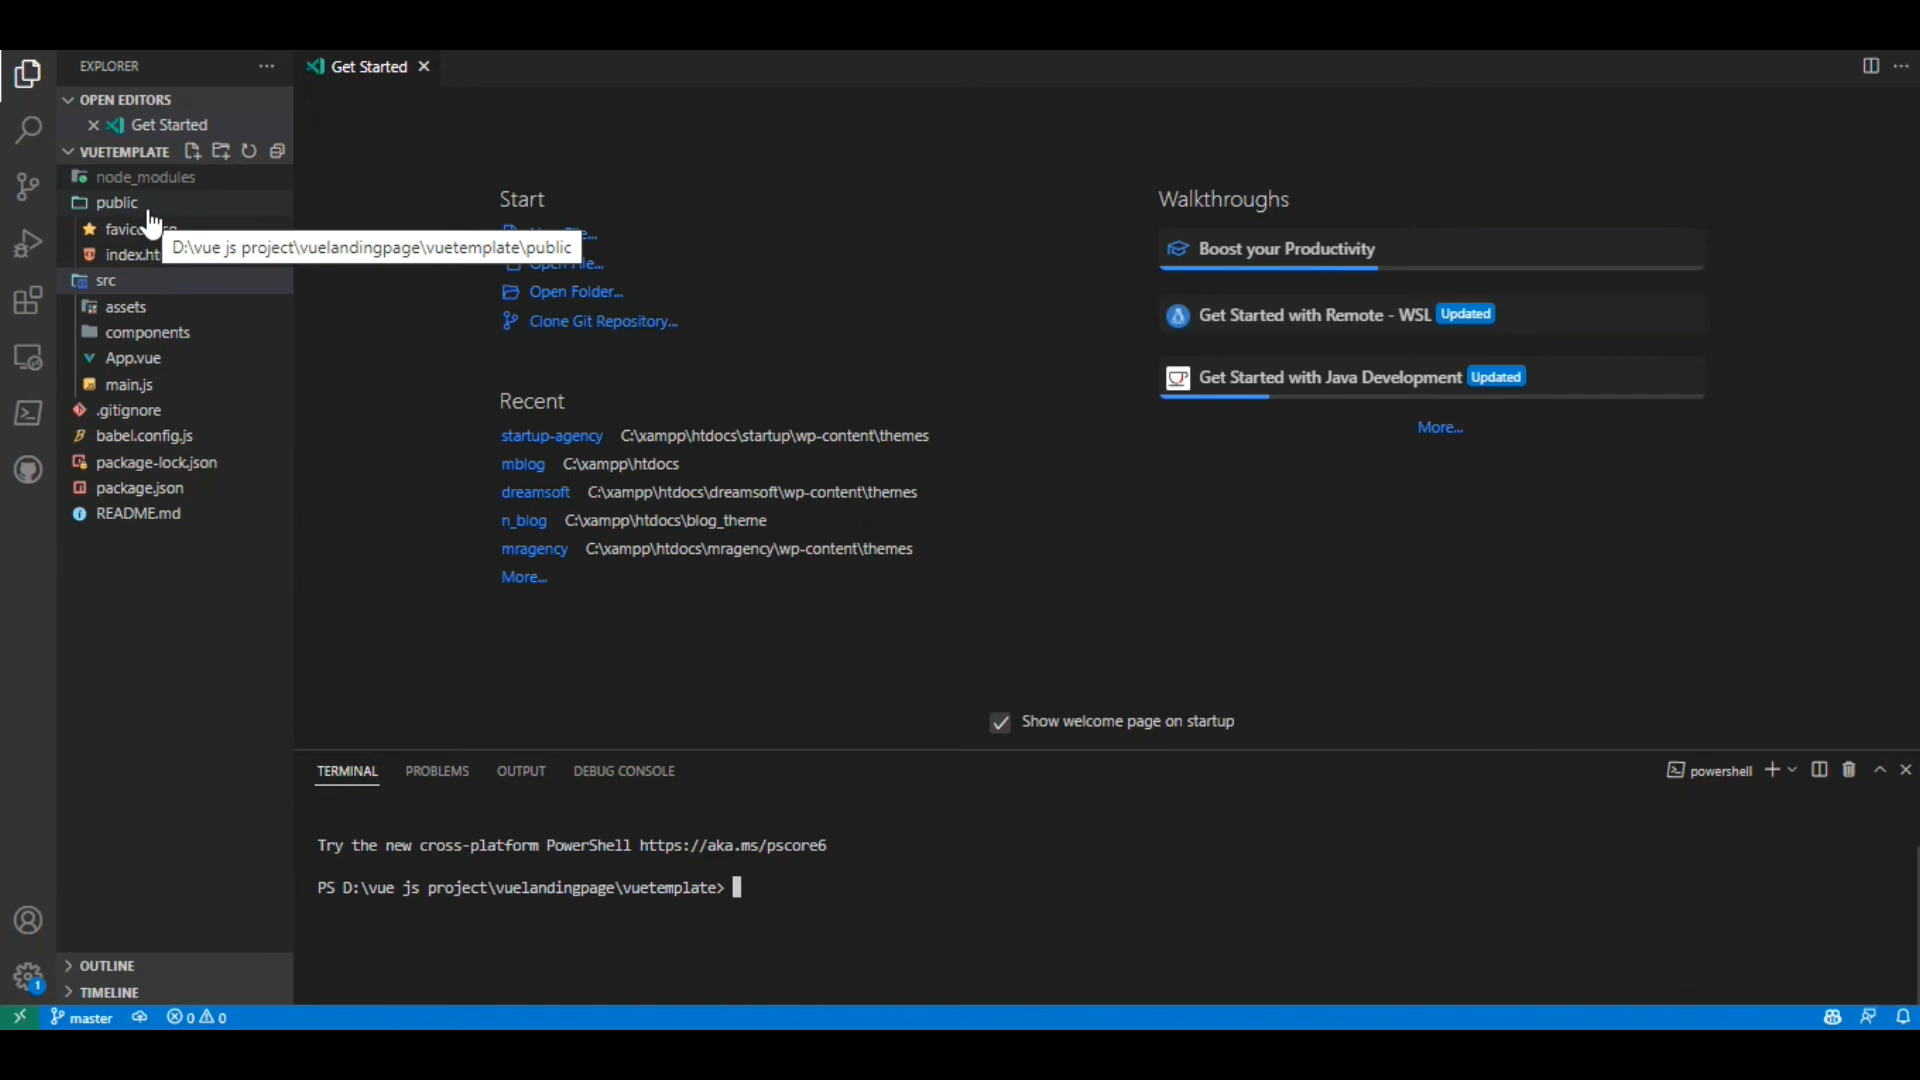 EXPLORER
OPEN EDITORS
Get Started
VUETEMPLATE
node_modules
public
index.ht
src
assets
components
App.vue
main.js
.gitignore
babel.config.js
package-lock.json
package.json
README.md
OUTLINE
TIMELINE
Get Started
D:\vue js project\vuelandingpage\vuetemplate\public
Start
Open Folder...
Clone Git Repository...
Recent
startup-agency C:\xampp\htdocs\startup\wp-content\themes
mblog C:\xampp\htdocs
dreamsoft C:\xampp\htdocs\dreamsoft\wp-content\themes
n_blog C:\xampp\htdocs\blog_theme
mragency C:\xampp\htdocs\mragency\wp-content\themes
More...
Walkthroughs
Boost your Productivity
Get Started with Remote - WSL Updated
Get Started with Java Development Updated
More...
Show welcome page on startup
TERMINAL PROBLEMS OUTPUT DEBUG CONSOLE
powershell
Try the new cross-platform PowerShell https://aka.ms/pscore6
PS D:\vue js project\vuelandingpage\vuetemplate>
1
master 0 0